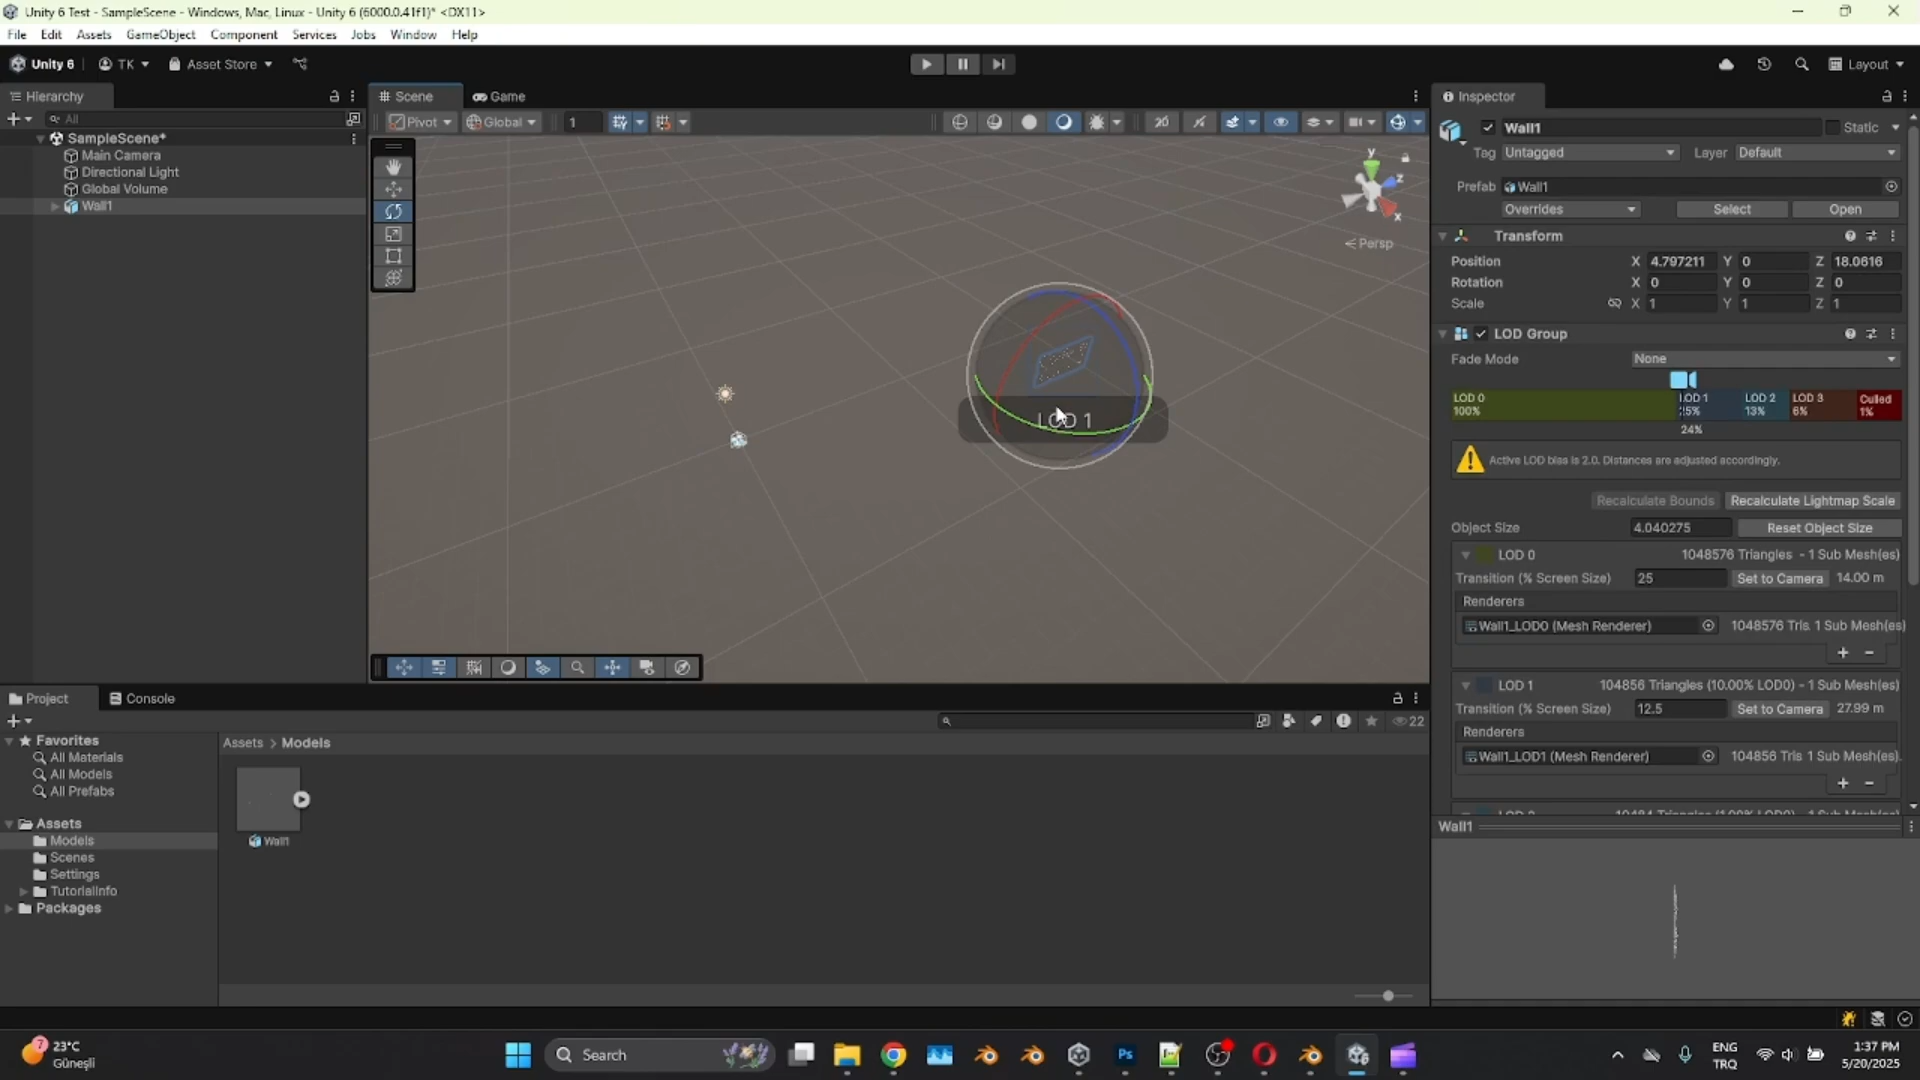 Unity 6 Test - SampleScene - Windows, Mac, Linux - Unity 6 (6000.0.41f1)* <DX11>
File Edit Assets GameObject Component Services Jobs Window Help
Unity 6 TK Asset Store Layout
Hierarchy
All
SampleScene*
Main Camera
Directional Light
Global Volume
Wall1
Scene Game
Pivot Global 1 2D
y
z
x
Persp
LOD 1
Inspector
Wall1 Static
Tag Untagged Layer Default
Prefab Wall1
Overrides Select Open
Transform
Position X 4.797211 Y 0 Z 18.0616
Rotation X 0 Y 0 Z 0
Scale X 1 Y 1 Z 1
LOD Group
Fade Mode None
LOD 0 LOD 1 LOD 2 LOD 3 Culled
100% 25% 13% 6% 1%
24%
Active LOD bias is 2.0. Distances are adjusted accordingly.
Recalculate Bounds Recalculate Lightmap Scale
Object Size 4.040275 Reset Object Size
LOD 0 1048576 Triangles - 1 Sub Mesh(es)
Transition (% Screen Size) 25 Set to Camera 14.00 m
Renderers
Wall1_LOD0 (Mesh Renderer) 1048576 Tris. 1 Sub Mesh(es)
LOD 1 104856 Triangles (10.00% LOD0) - 1 Sub Mesh(es)
Transition (% Screen Size) 12.5 Set to Camera 27.99 m
Renderers
Wall1_LOD1 (Mesh Renderer) 104856 Tris. 1 Sub Mesh(es).
Wall1
Project Console
22
Favorites
All Materials
All Models
All Prefabs
Assets
Models
Scenes
Settings
TutorialInfo
Packages
Assets > Models
Wall1
7
23°C
Güneşli
Search
Ps
ENG
TRQ
1:37 PM
5/20/2025